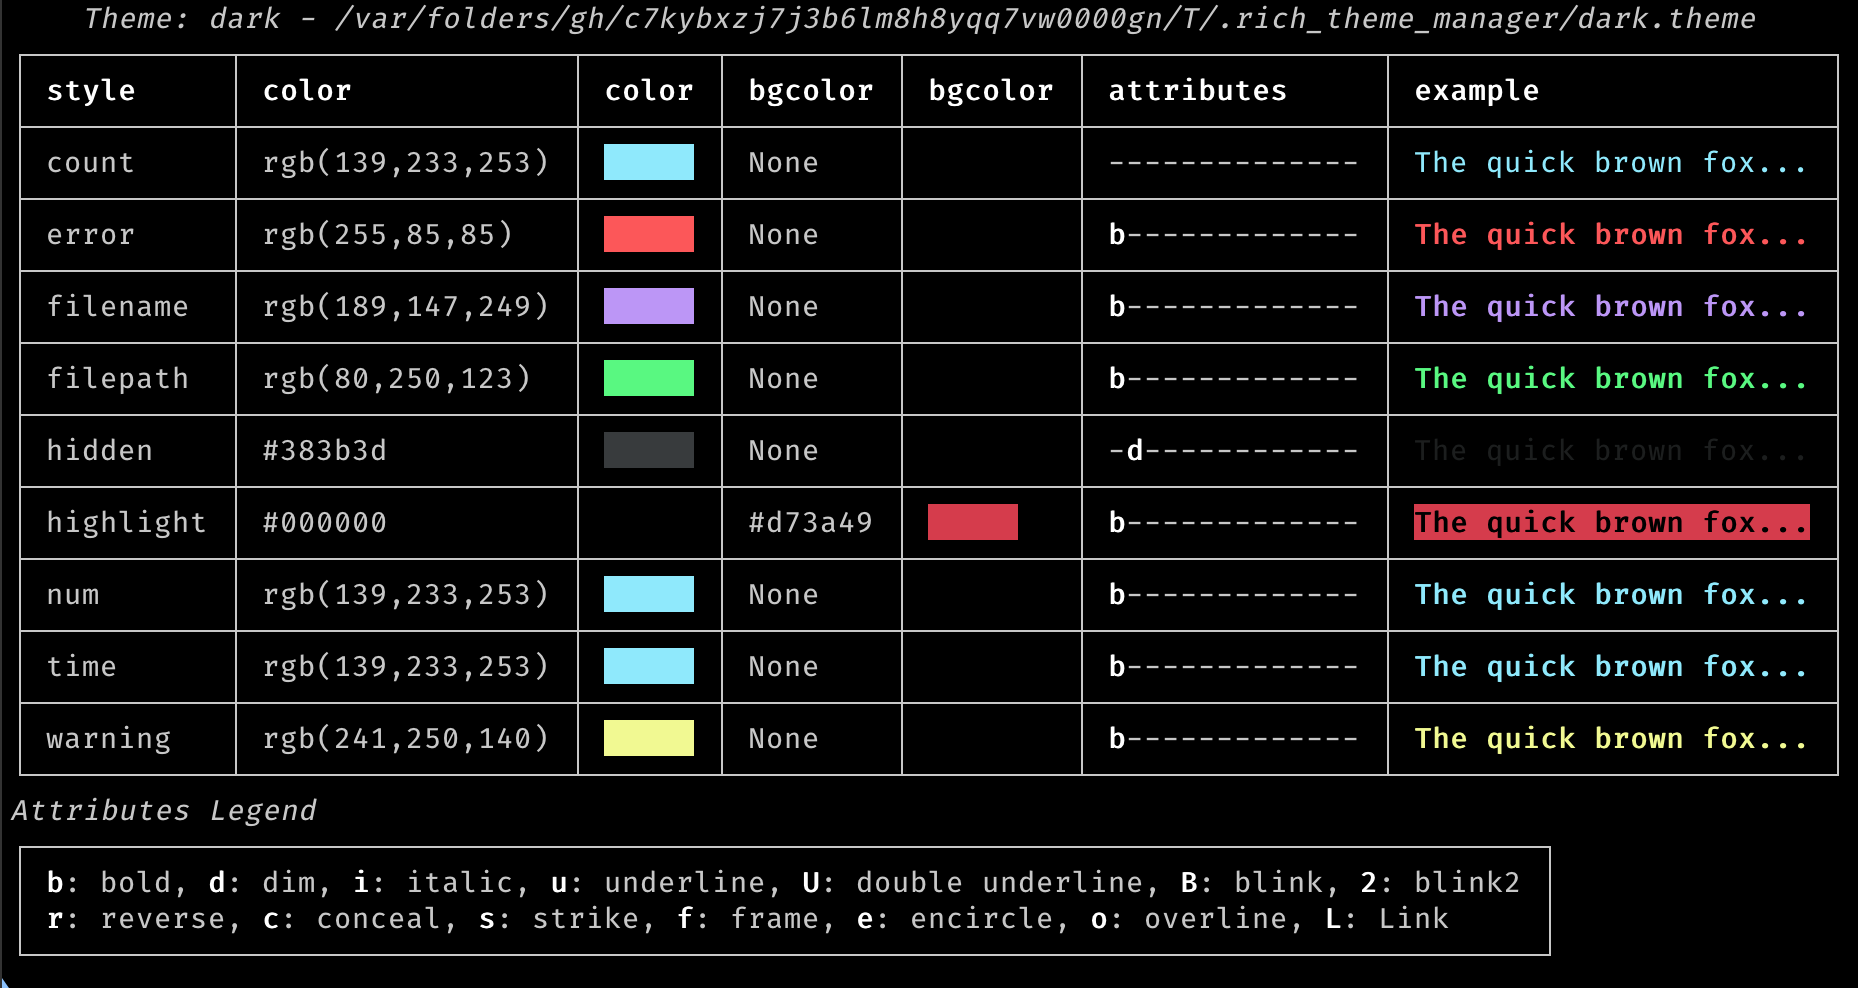 Theme: dark - /var/folders/gh/c7kybxzj7j3b6lm8h8yqq7vw0000gn/T/.rich_theme_manager/dark.theme
style color color bgcolor bgcolor attributes example
count rgb(139,233,253) None -------------- The quick brown fox...
error rgb(255,85,85) None b------------- The quick brown fox...
filename rgb(189,147,249) None b------------- The quick brown fox...
filepath rgb(80,250,123) None b------------- The quick brown fox...
hidden #383b3d None -d------------ The quick brown fox...
highlight #000000 #d73a49 b------------- The quick brown fox...
num rgb(139,233,253) None b------------- The quick brown fox...
time rgb(139,233,253) None b------------- The quick brown fox...
warning rgb(241,250,140) None b------------- The quick brown fox...
Attributes Legend
b: bold, d: dim, i: italic, u: underline, U: double underline, B: blink, 2: blink2
r: reverse, c: conceal, s: strike, f: frame, e: encircle, o: overline, L: Link